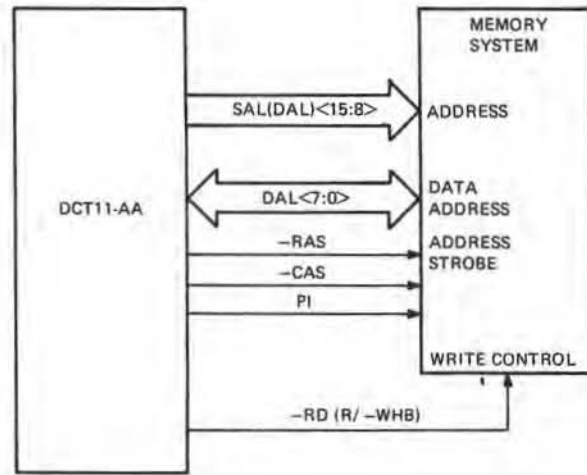 MEMORY
SYSTEM
SAL(DAL)<15:8>
ADDRESS
DCT11-AA
DAL<7:0>
DATA
ADDRESS
-RAS
ADDRESS
STROBE
-CAS
PI
WRITE CONTROL
-RD (R/ -WHB)